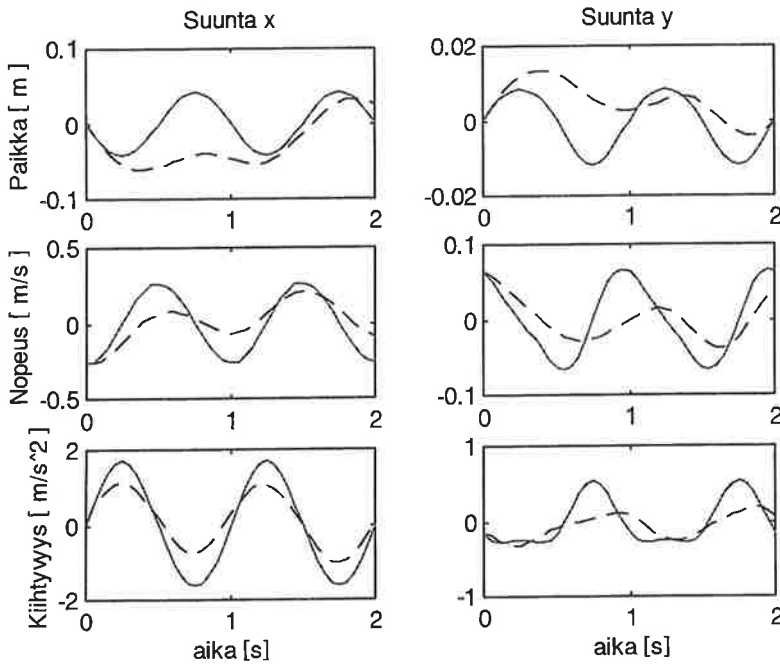 Suunta x
Suunta y
Paikka [ m ]
0.1
0
-0.1
0 1 2
0.02
0
-0.02
0 1 2
Nopeus [ m/s ]
0.5
0
-0.5
0 1 2
0.1
0
-0.1
0 1 2
Kiihtywyys [ m/s^2 ]
2
0
-2
0 1 2
aika [s]
1
0
-1
0 1 2
aika [s]